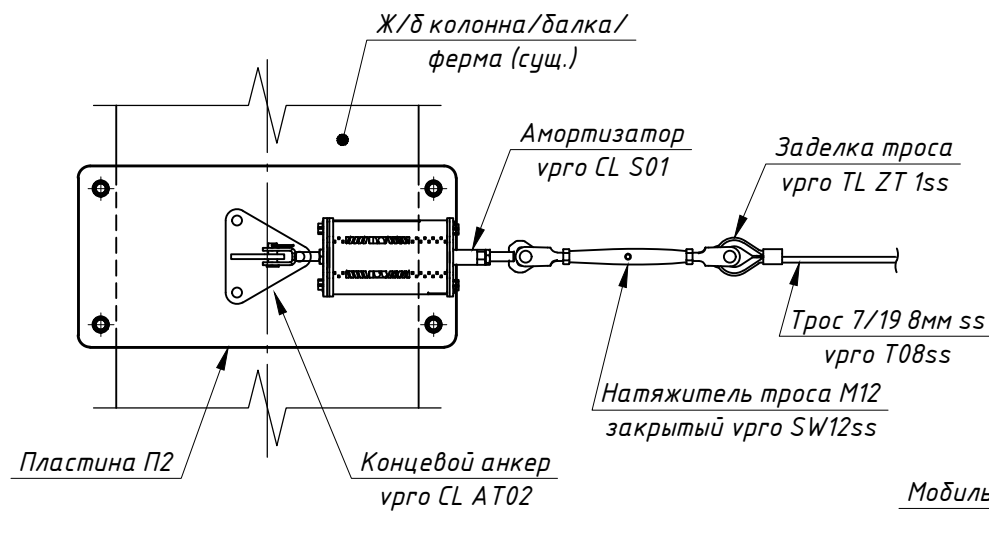 Ж/б колонна/балка/
ферма (сущ.)
Амортизатор
vpro CL S01
Заделка троса
vpro TL ZT 1ss
Трос 7/19 8мм ss
vpro T08ss
Натяжитель троса М12
закрытый vpro SW12ss
Пластина П2
Концевой анкер
vpro CL AT02
Мобиль